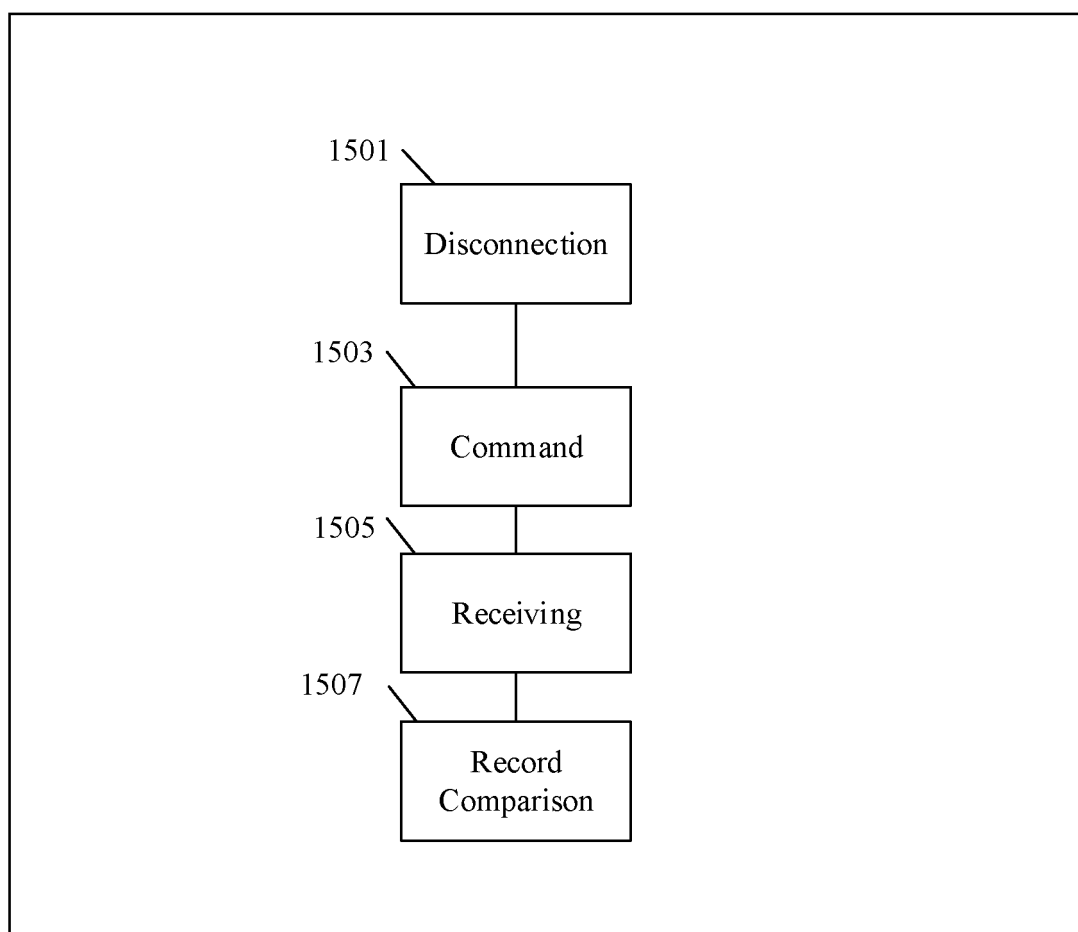 1501
Disconnection
1503
Command
1505
Receiving
1507
Record
Comparison